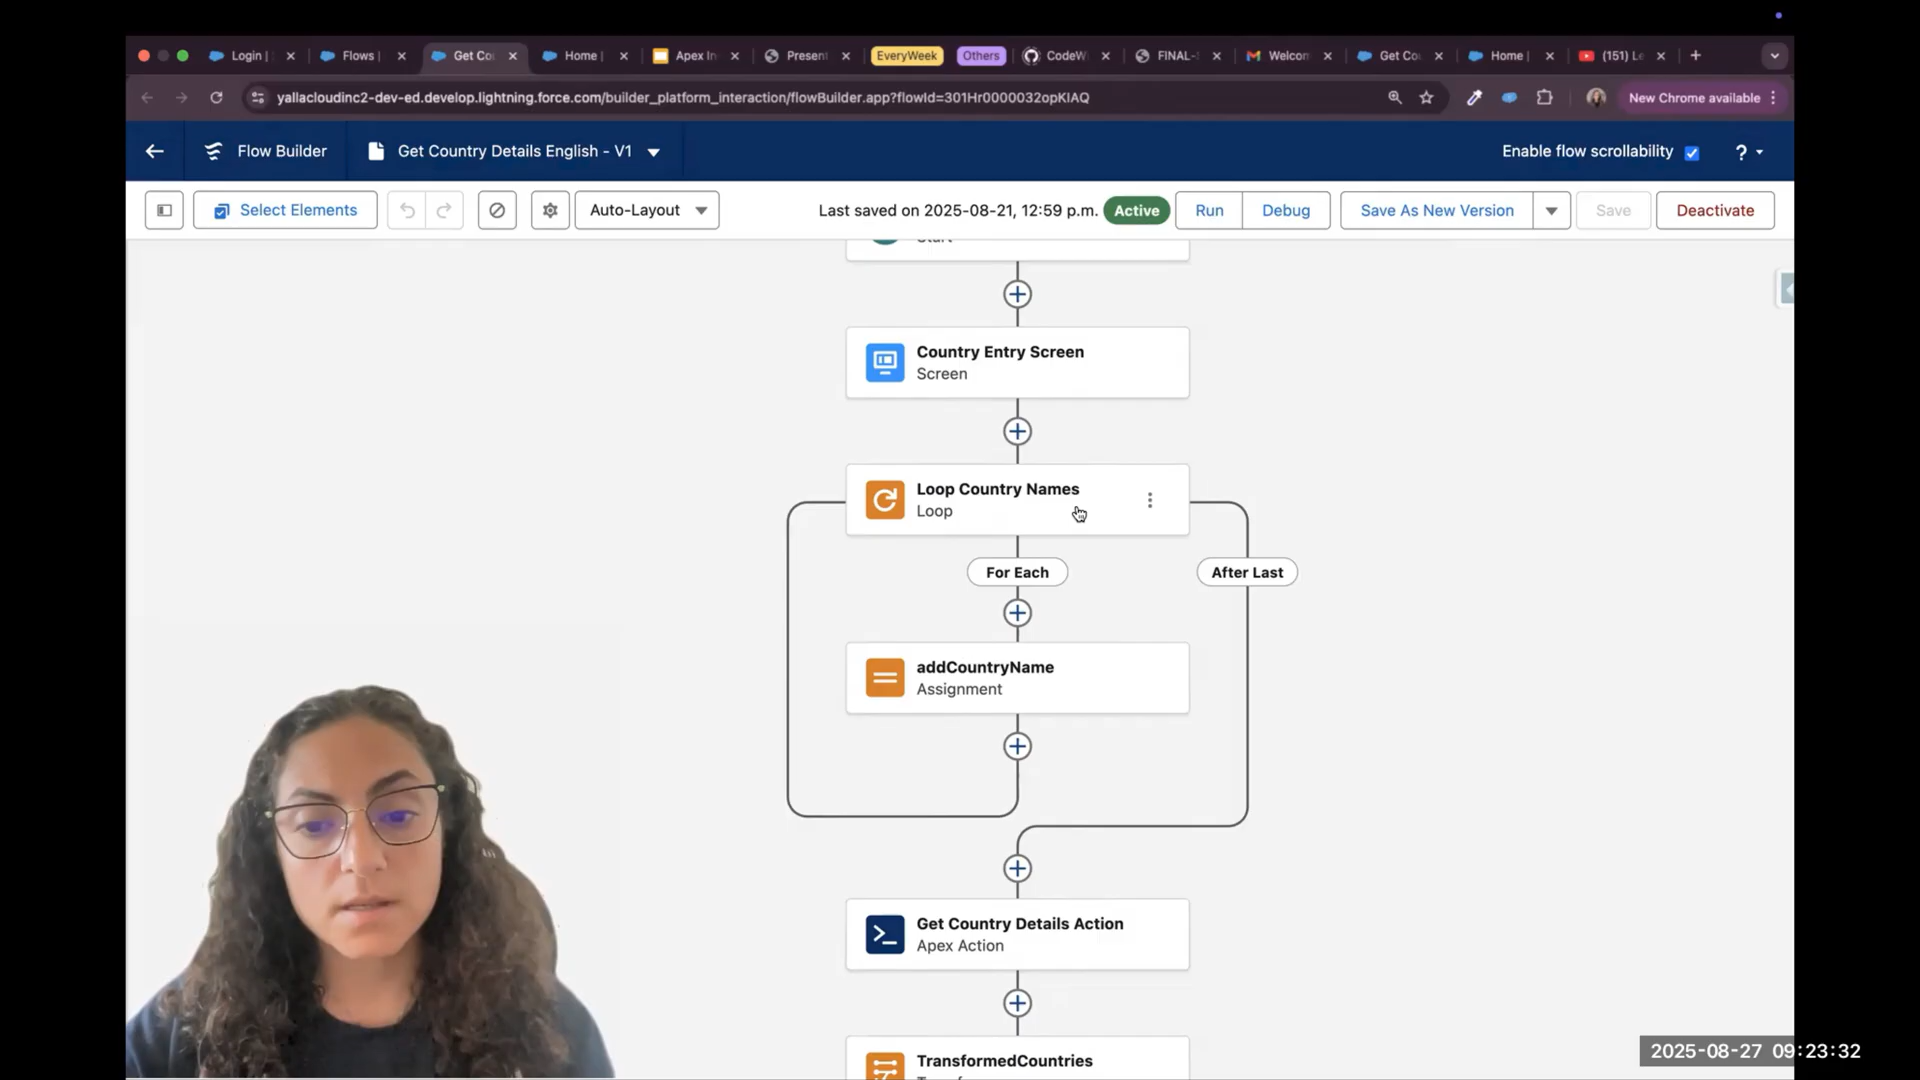 Login |
Flows |
Get Co
Home |
Apex In
Present
EveryWeek
Others
CodeW
FINAL-
Welcom
Get Co
Home |
(151) Le
yallacloudinc2-dev-ed.develop.lightning.force.com/builder_platform_interaction/flowBuilder.app?flowId=301Hr0000032opKIAQ
New Chrome available
Flow Builder
Get Country Details English - V1
Enable flow scrollability
?
Select Elements
Auto-Layout
Last saved on 2025-08-21, 12:59 p.m.
Active
Run
Debug
Save As New Version
Save
Deactivate
Start
Country Entry Screen
Screen
Loop Country Names
Loop
For Each
After Last
addCountryName
Assignment
Get Country Details Action
Apex Action
TransformedCountries
2025-08-27 09:23:32